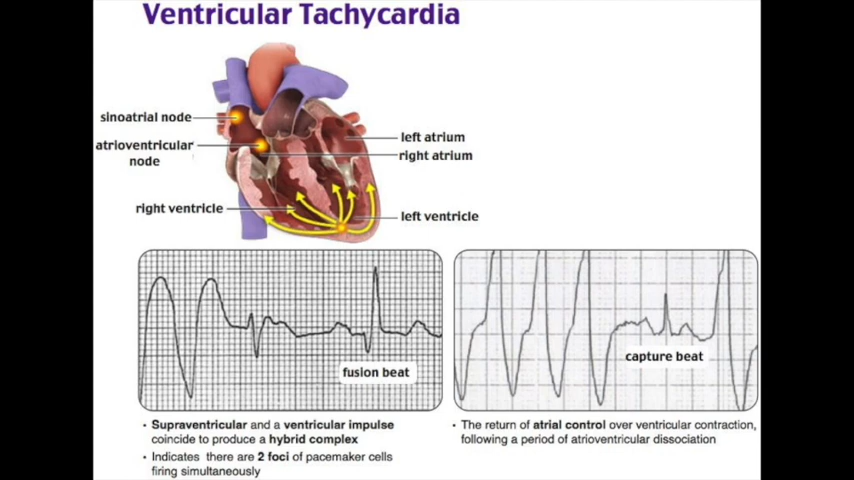 Ventricular Tachycardia
sinoatrial node
atrioventricular
node
left atrium
right atrium
right ventricle
left ventricle
fusion beat
capture beat
· Supraventricular and a ventricular impulse
coincide to produce a hybrid complex
· Indicates there are 2 foci of pacemaker cells
firing simultaneously
· The return of atrial control over ventricular contraction,
following a period of atrioventricular dissociation